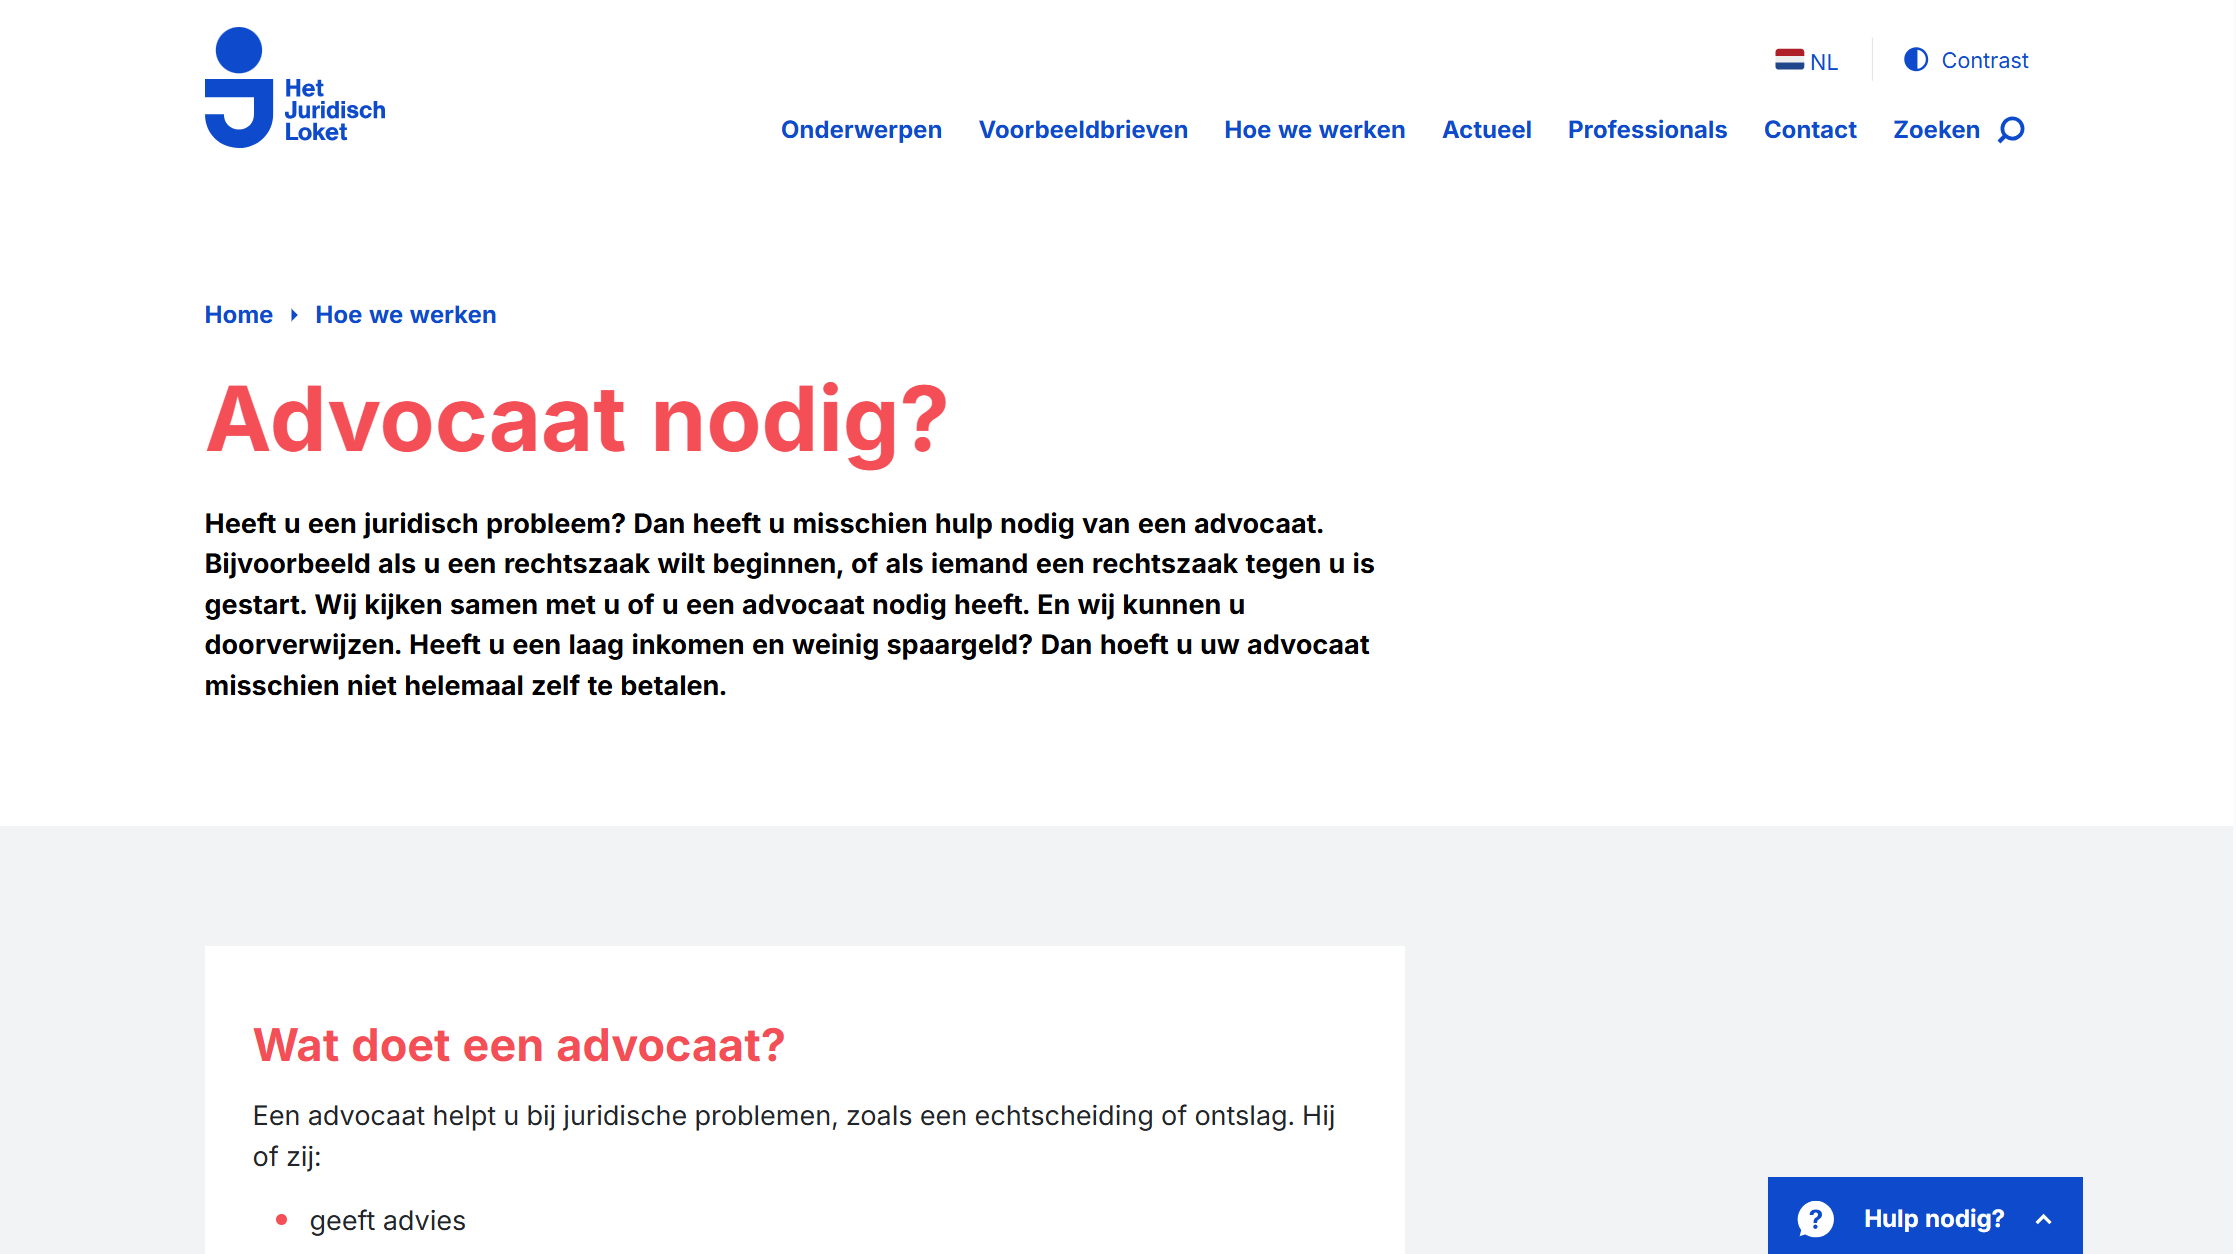 Het
Juridisch
Loket
NL
Contrast
Onderwerpen Voorbeeldbrieven Hoe we werken Actueel Professionals Contact Zoeken
Home Hoe we werken
Advocaat nodig?
Heeft u een juridisch probleem? Dan heeft u misschien hulp nodig van een advocaat.
Bijvoorbeeld als u een rechtszaak wilt beginnen, of als iemand een rechtszaak tegen u is
gestart. Wij kijken samen met u of u een advocaat nodig heeft. En wij kunnen u
doorverwijzen. Heeft u een laag inkomen en weinig spaargeld? Dan hoeft u uw advocaat
misschien niet helemaal zelf te betalen.
Wat doet een advocaat?
Een advocaat helpt u bij juridische problemen, zoals een echtscheiding of ontslag. Hij
of zij:
geeft advies
Hulp nodig?